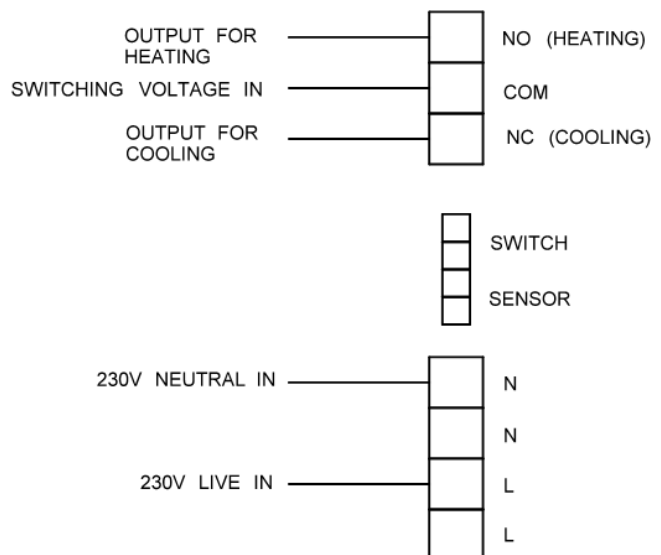 OUTPUT FOR
HEATING
NO (HEATING)
SWITCHING VOLTAGE IN
COM
OUTPUT FOR
COOLING
NC (COOLING)
SWITCH
SENSOR
230V NEUTRAL IN
N
N
230V LIVE IN
L
L